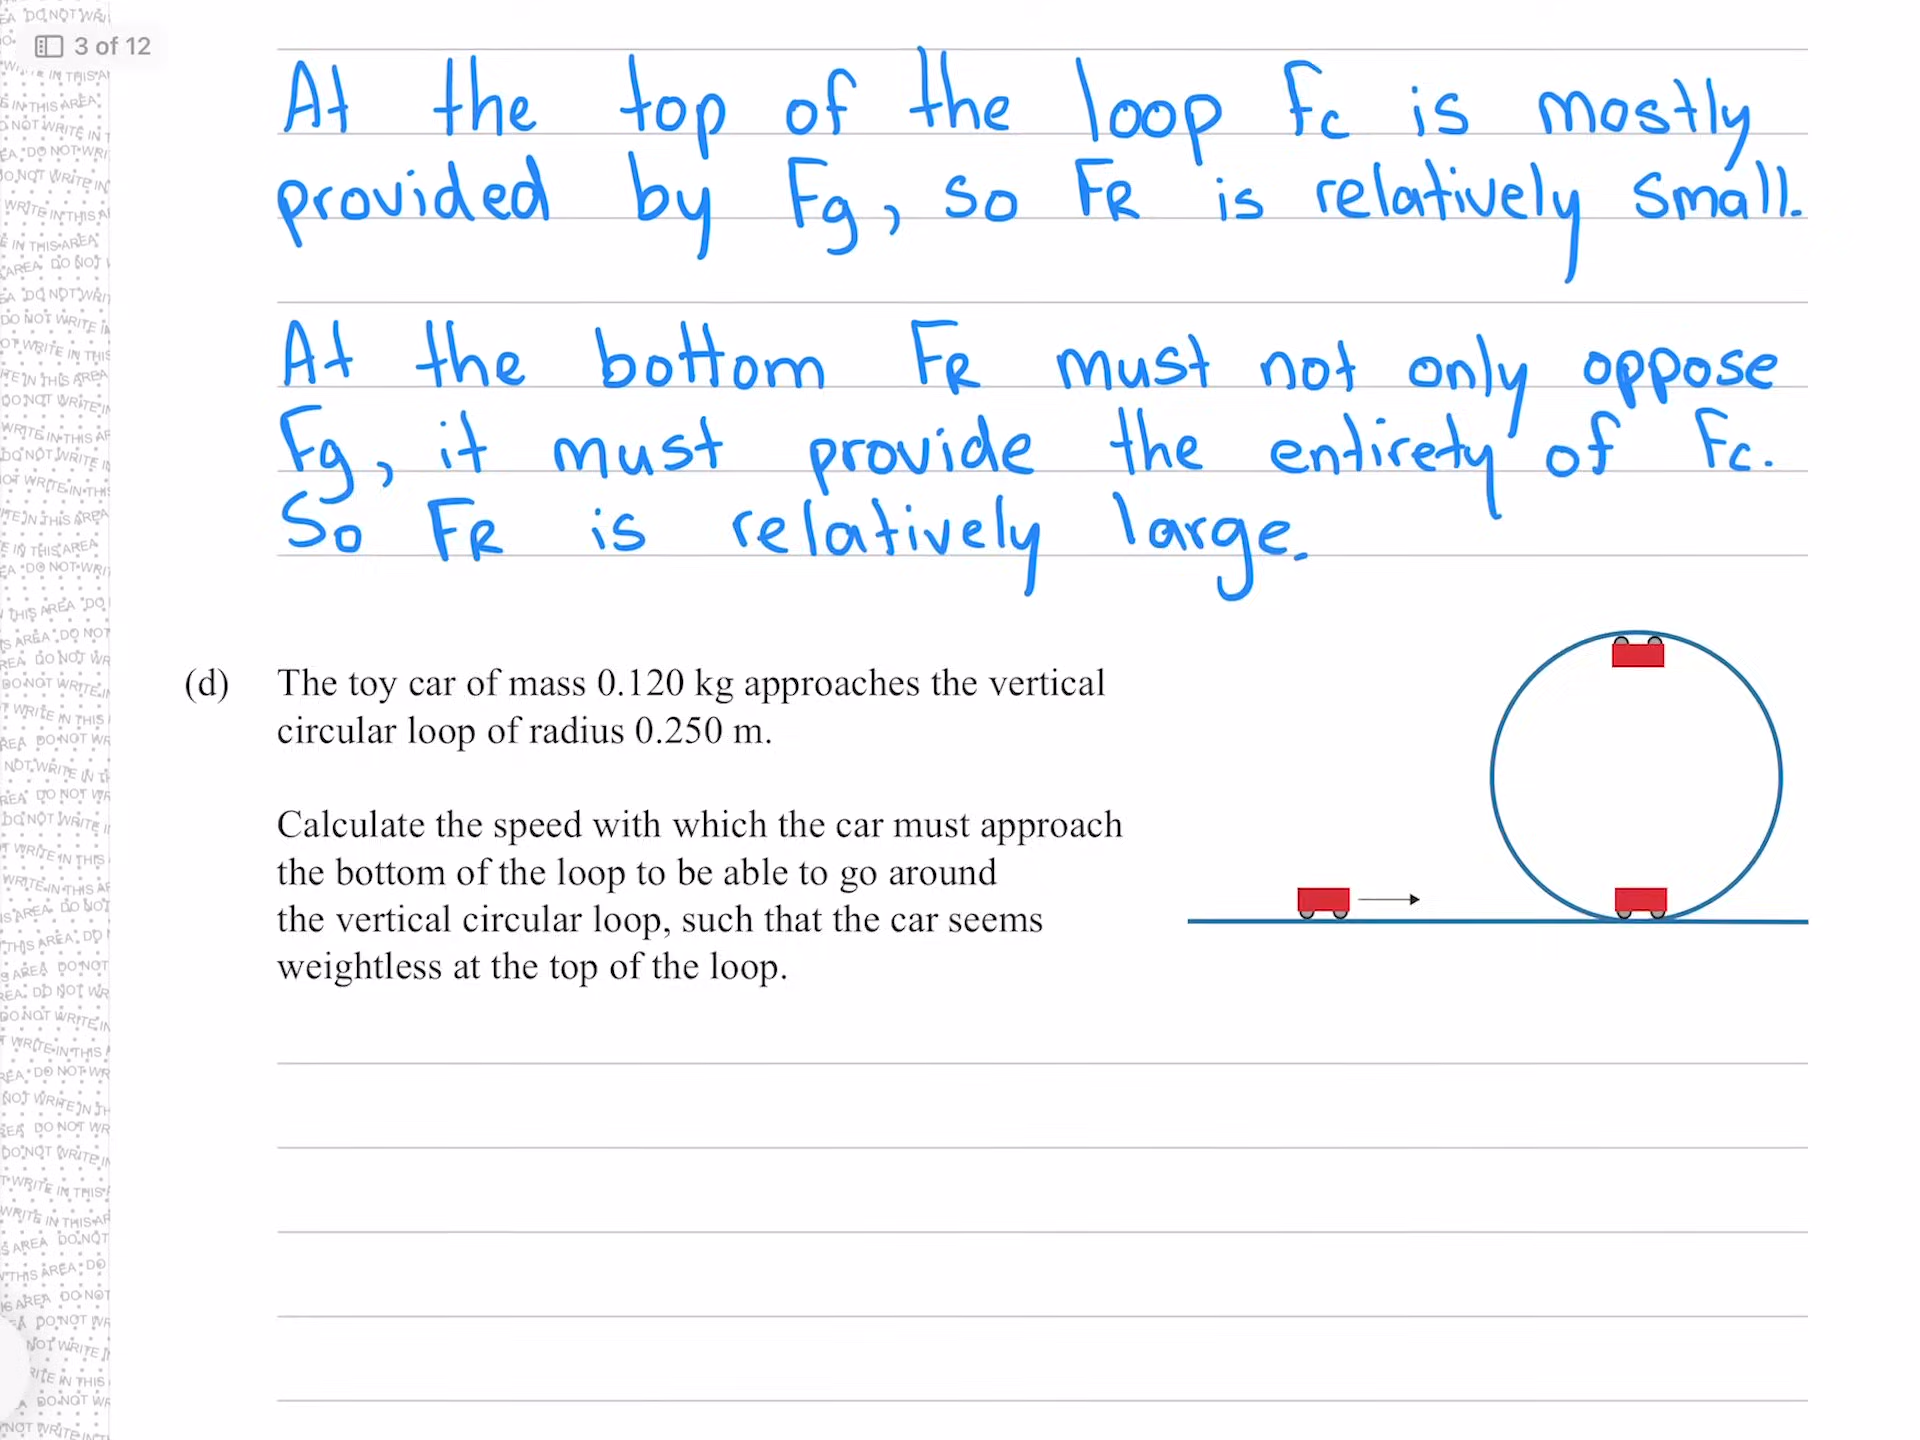 3 of 12
At the top of the loop Fc is mostly
provided by Fg, so FR is relatively small.
At the bottom FR must not only oppose
Fg, it must provide the entirety of Fc.
So FR is relatively large.
(d) The toy car of mass 0.120 kg approaches the vertical
circular loop of radius 0.250 m.
Calculate the speed with which the car must approach
the bottom of the loop to be able to go around
the vertical circular loop, such that the car seems
weightless at the top of the loop.